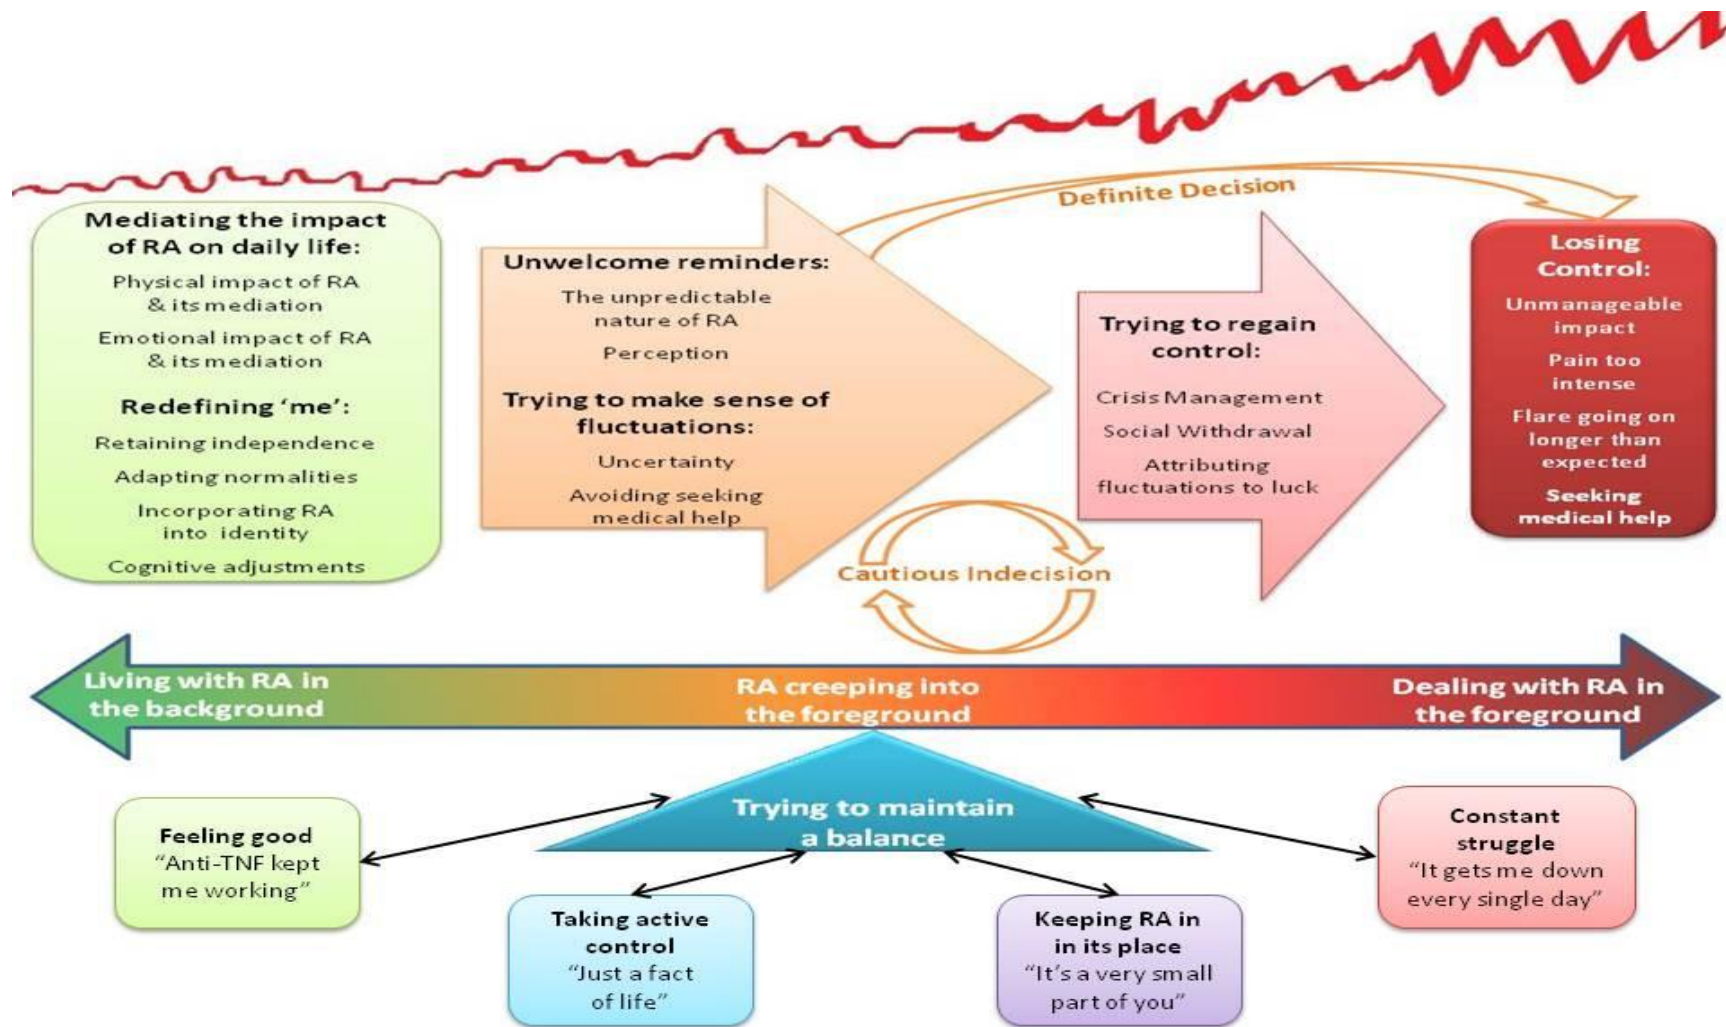 Definite Decision
Mediating the impact
of RA on daily life:
Physical impact of RA
& its mediation
Emotional impact of RA
& its mediation
Redefining ‘me’:
Retaining independence
Adapting normalities
Incorporating RA
into identity
Cognitive adjustments
Unwelcome reminders:
The unpredictable
nature of RA
Perception
Trying to make sense of
fluctuations:
Uncertainty
Avoiding seeking
medical help
Cautious Indecision
Trying to regain
control:
Crisis Management
Social Withdrawal
Attributing
fluctuations to luck
Losing
Control:
Unmanageable
impact
Pain too
intense
Flare going on
longer than
expected
Seeking
medical help
Living with RA in
the background
RA creeping into
the foreground
Dealing with RA in
the foreground
Trying to maintain
a balance
Feeling good
“Anti-TNF kept
me working”
Taking active
control
“Just a fact
of life”
Keeping RA in
in its place
“It’s a very small
part of you”
Constant
struggle
“It gets me down
every single day”